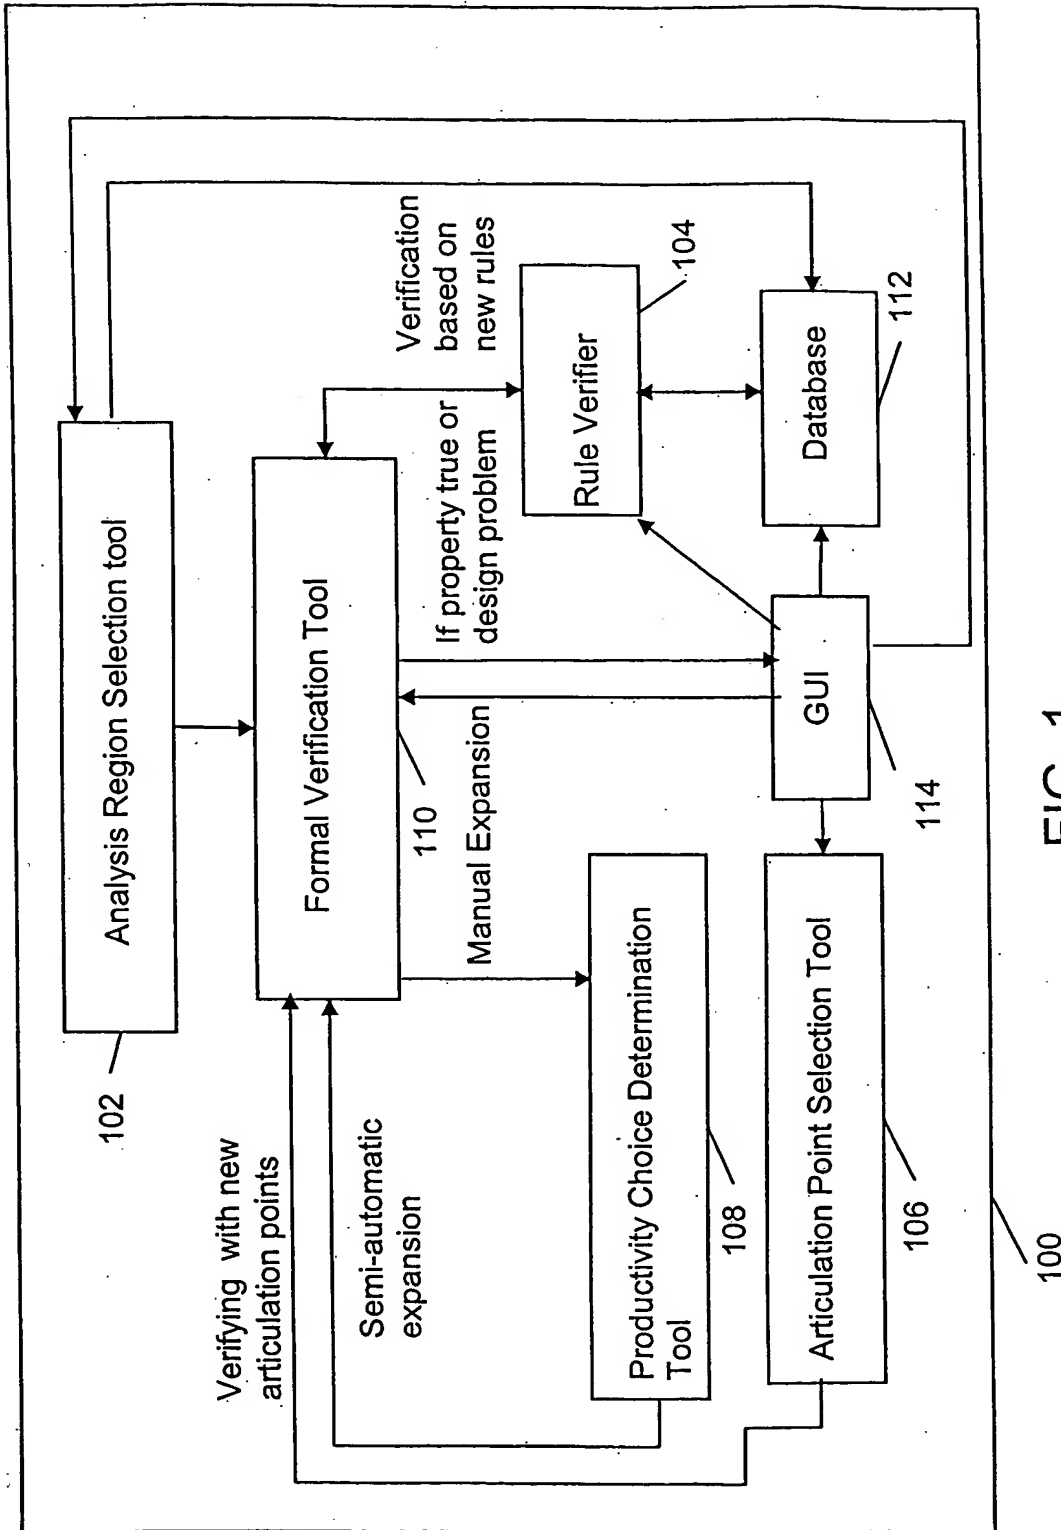 Analysis Region Selection tool
102
Formal Verification Tool
110
Verifying with new
articulation points
Semi-automatic
expansion
Manual Expansion
If property true or
design problem
Verification
based on
new rules
Rule Verifier
104
Productivity Choice Determination
Tool
108
GUI
114
Database
112
Articulation Point Selection Tool
106
100
FIG. 1